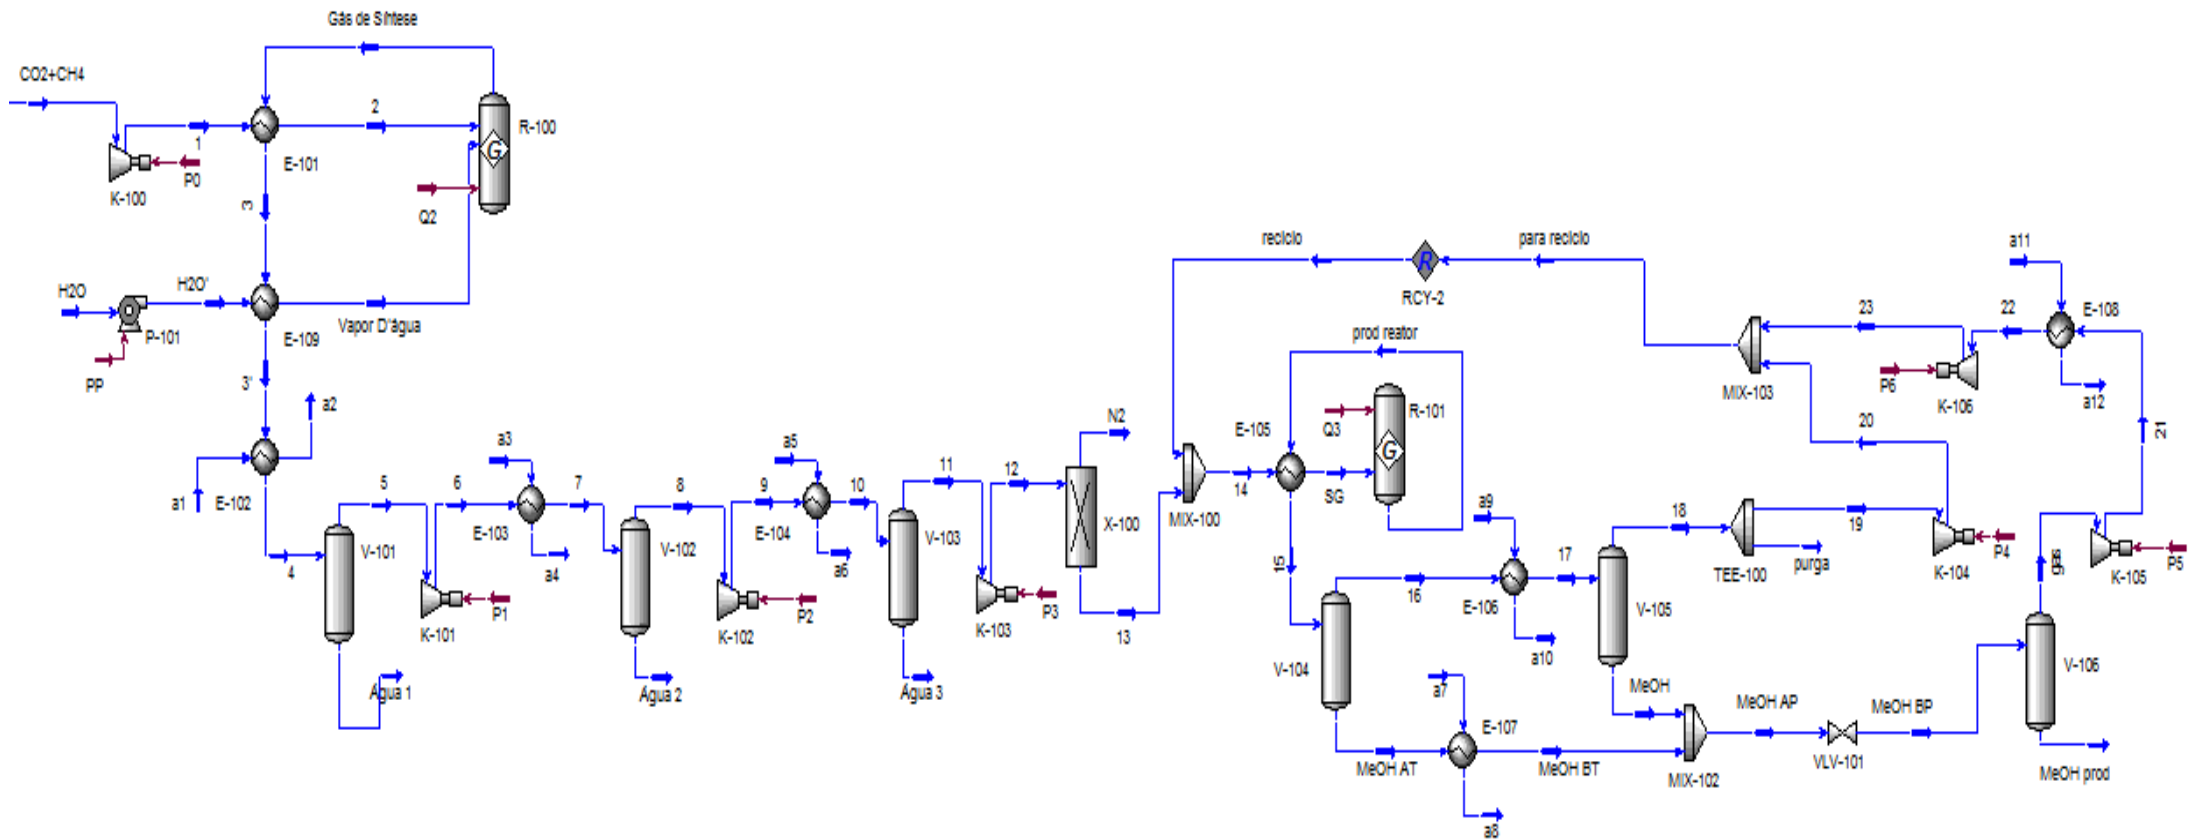 Gás de Síntese
CO2+CH4
1
2
R-100
G
E-101
P0
K-100
Q2
3
H2O
H2O'
P-101
PP
E-109
Vapor D'água
3'
a2
a1
E-102
4
V-101
5
Água 1
6
K-101
P1
a3
E-103
a4
7
V-102
8
Água 2
9
K-102
P2
a5
E-104
a6
10
V-103
11
Água 3
12
K-103
P3
N2
X-100
13
reciclo
RCY-2
R
para reciclo
MIX-100
14
E-105
SG
prod reator
Q3
R-101
G
15
V-104
16
a9
E-106
a10
17
V-105
18
TEE-100
purga
19
K-104
P4
20
MIX-103
23
P6
K-106
22
a11
E-108
a12
21
gas
K-105
P5
V-106
MeOH prod
MeOH AT
a7
E-107
a8
MeOH BT
MeOH
MIX-102
MeOH AP
VLV-101
MeOH BP